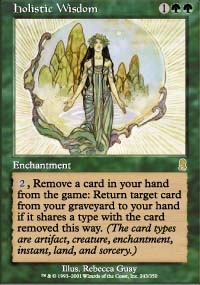 Holistic Wisdom 1
Enchantment
2, Remove a card in your hand
from the game: Return target card
from your graveyard to your hand
if it shares a type with the card
removed this way. (The card types
are artifact, creature, enchantment,
instant, land, and sorcery.)
Illus. Rebecca Guay
™ & © 1993-2001 Wizards of the Coast, Inc. 243/350